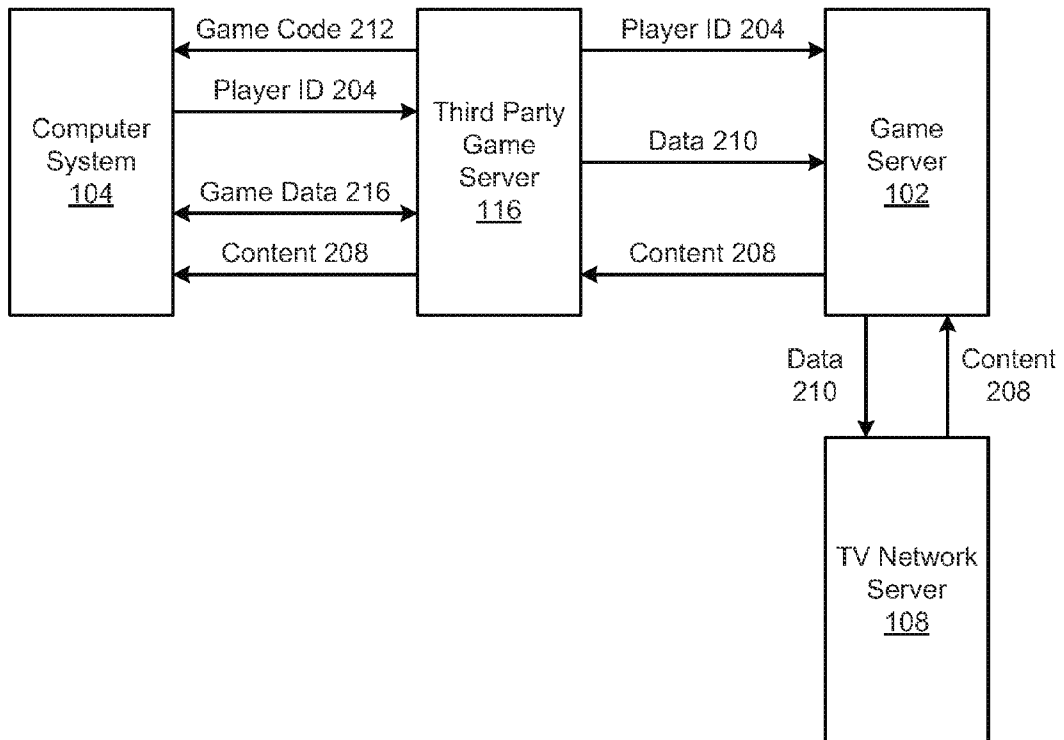 Game Code 212
Player ID 204
Player ID 204
Computer
System
104
Third Party
Game
Server
116
Game
Server
102
Data 210
Game Data 216
Content 208
Content 208
Data
210
Content
208
TV Network
Server
108